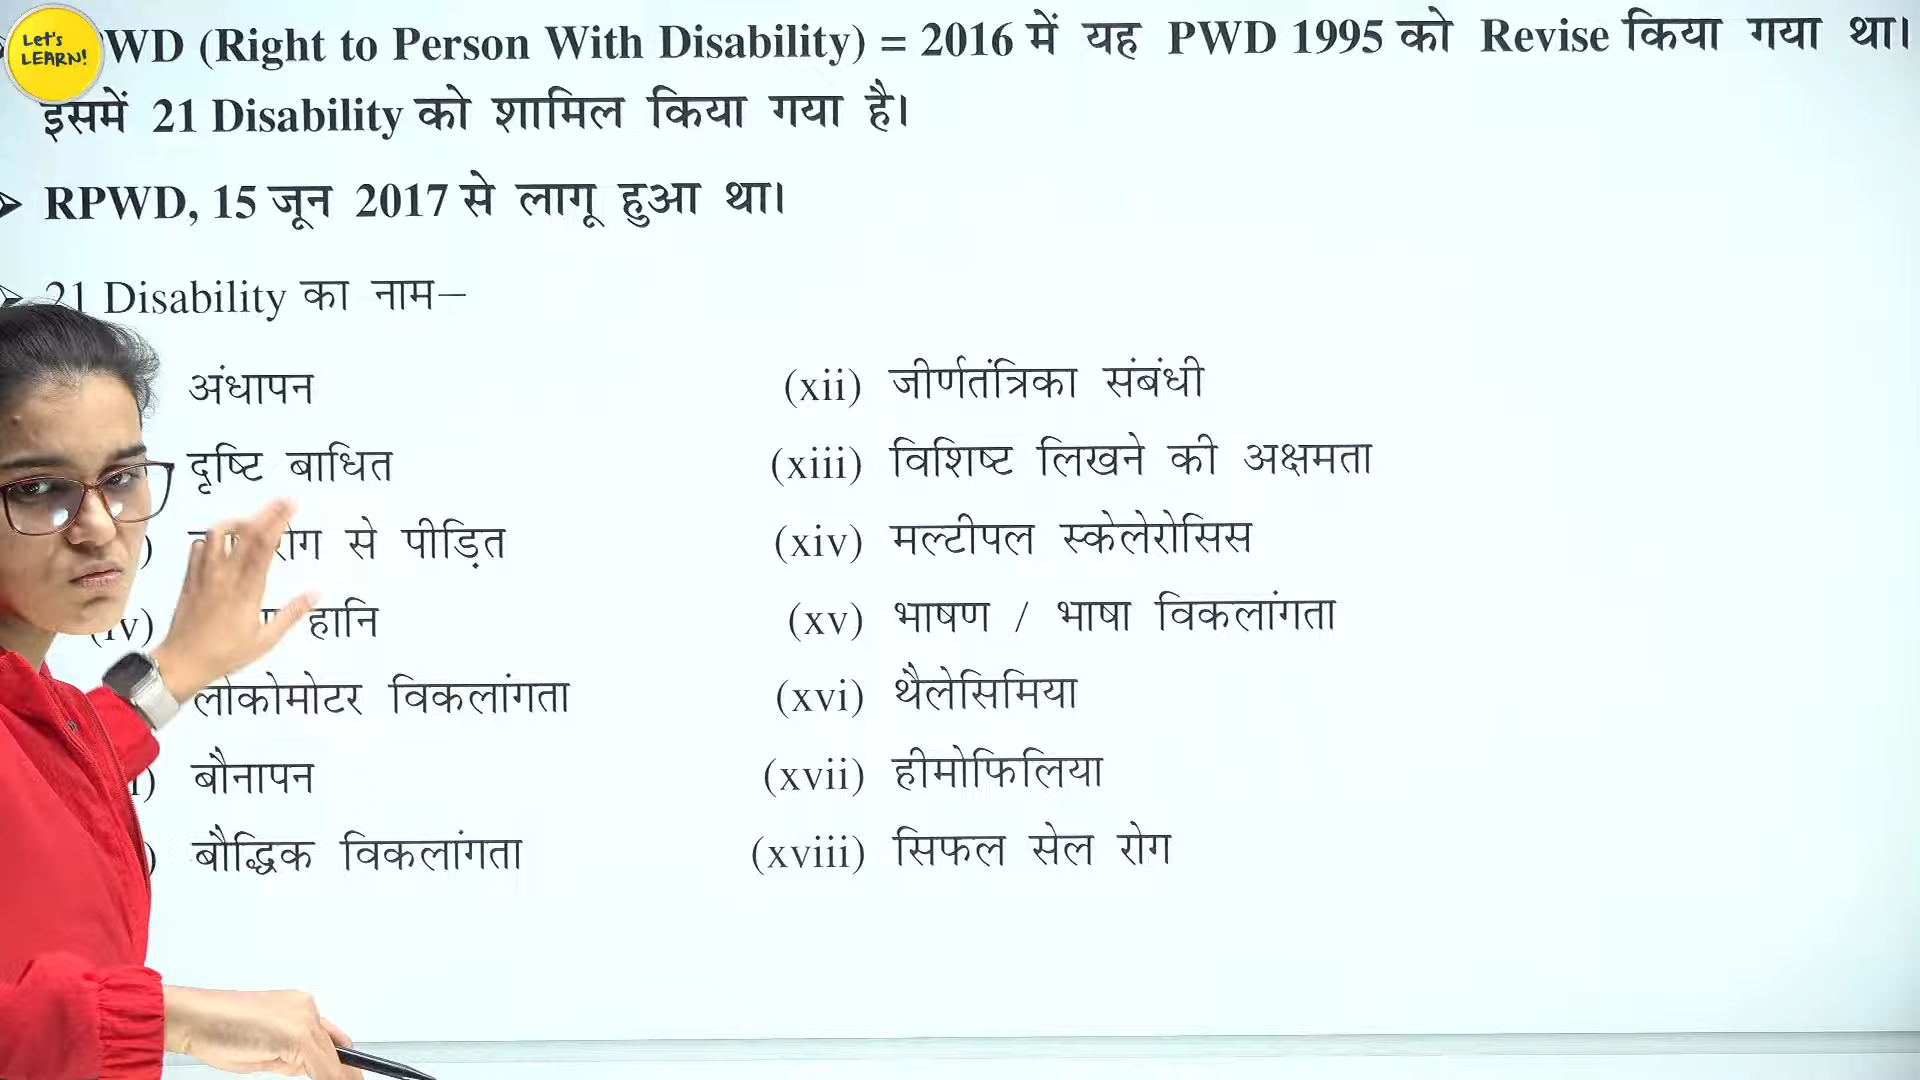 Let's
LEARN!
WD (Right to Person With Disability) = 2016 में यह PWD 1995 को Revise किया गया था।
इसमें 21 Disability को शामिल किया गया है।
RPWD, 15 जून 2017 से लागू हुआ था।
21 Disability का नाम–
अंधापन
दृष्टि बाधित
से पीड़ित
(iv) हानि
लोकोमोटर विकलांगता
बौनापन
बौद्धिक विकलांगता
(xii) जीर्णतंत्रिका संबंधी
(xiii) विशिष्ट लिखने की अक्षमता
(xiv) मल्टीपल स्केलेरोसिस
(xv) भाषण / भाषा विकलांगता
(xvi) थैलेसिमिया
(xvii) हीमोफिलिया
(xviii) सिफल सेल रोग